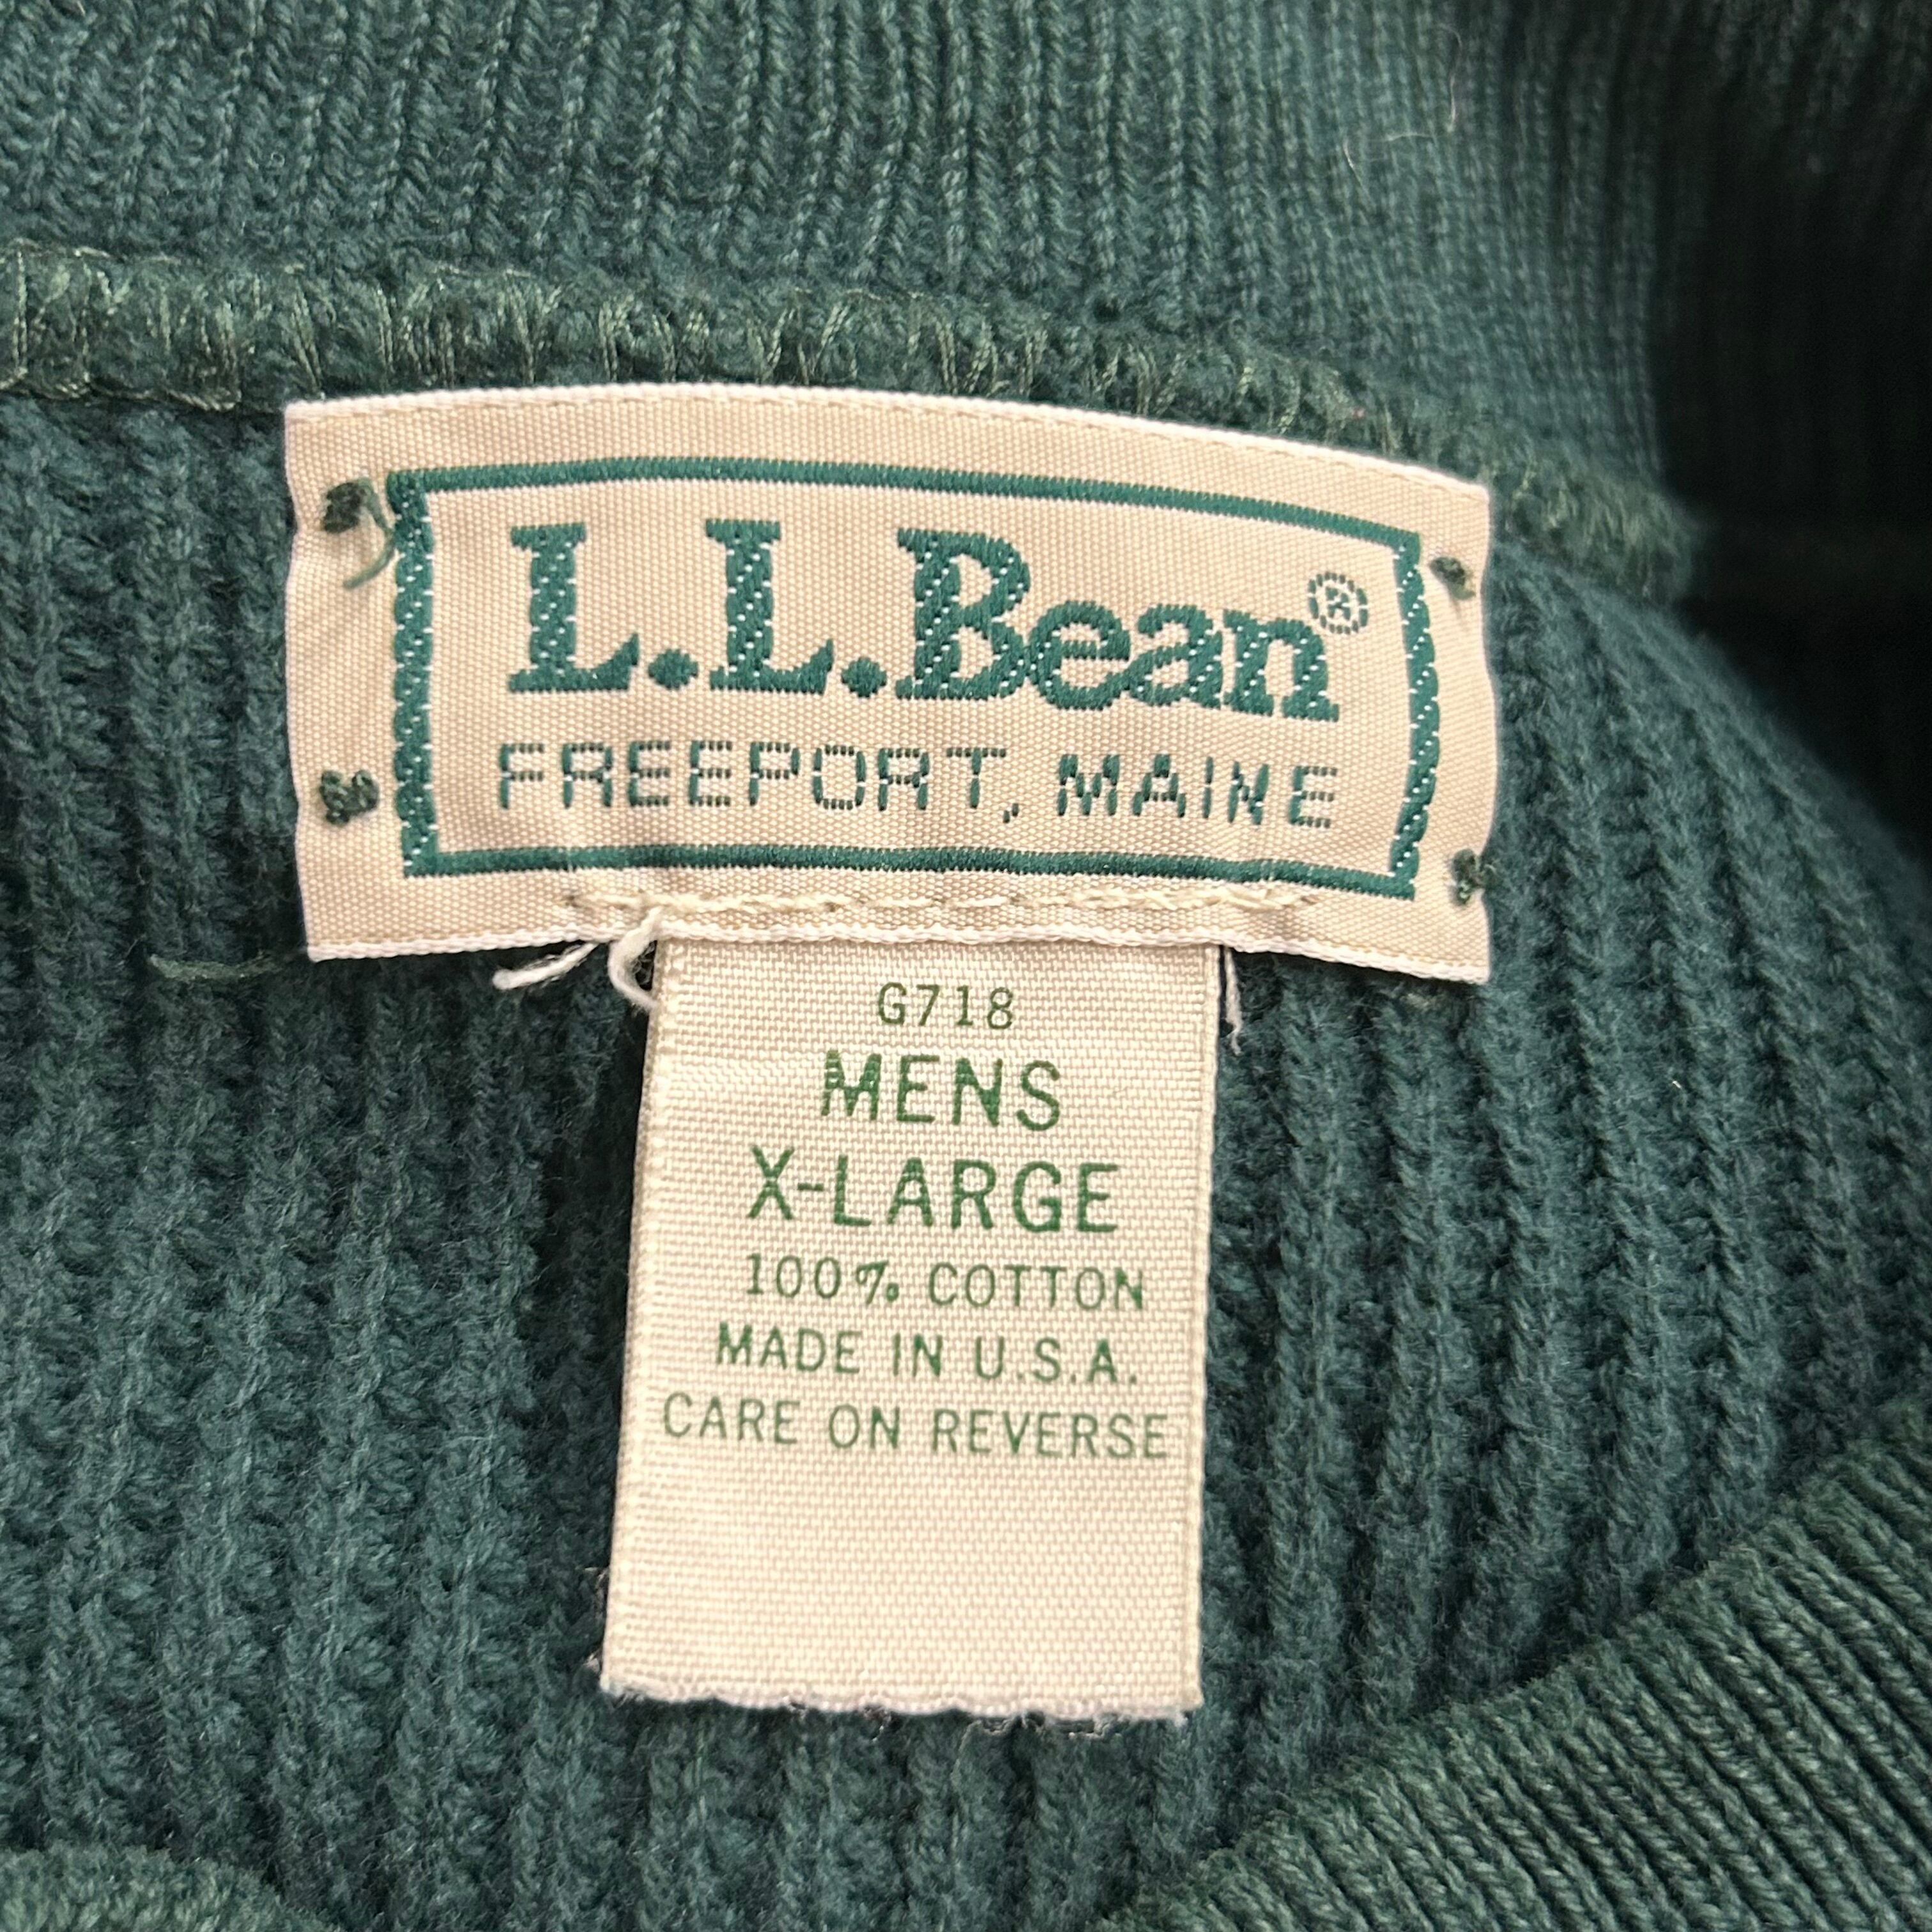 L.L.Bean®
FREEPORT, MAINE
G718
MENS
X-LARGE
100% COTTON
MADE IN U.S.A.
CARE ON REVERSE